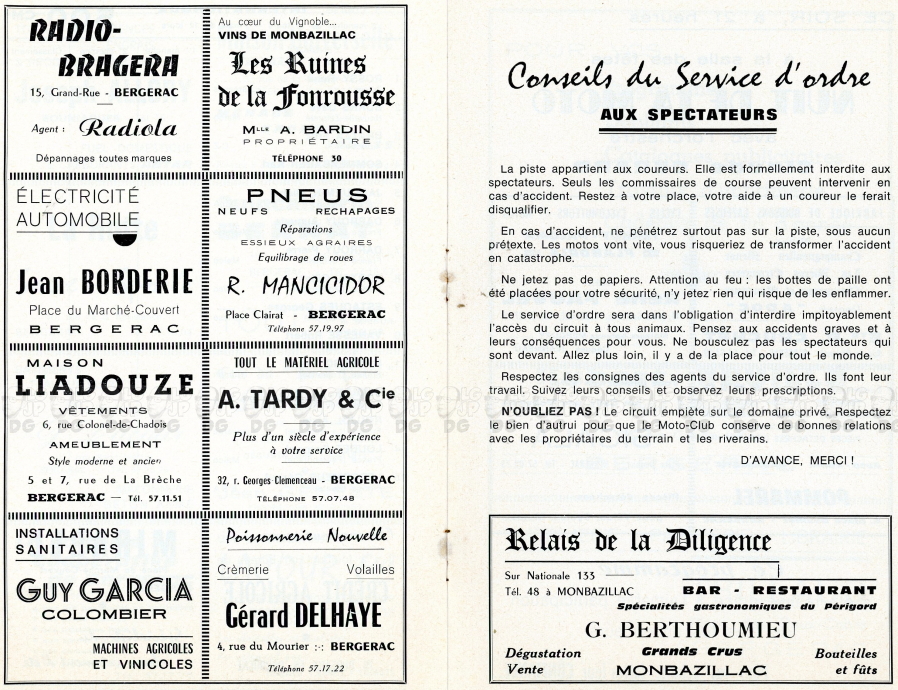 RADIO-
BRAGERA
15, Grand-Rue - BERGERAC
Agent : Radiola
Dépannages toutes marques
Au cœur du Vignoble...
VINS DE MONBAZILLAC
Les Ruines
de la Fonrousse
Mlle A. BARDIN
PROPRIÉTAIRE
TÉLÉPHONE 30
ÉLECTRICITÉ
AUTOMOBILE
Jean BORDERIE
Place du Marché-Couvert
BERGERAC
PNEUS
NEUFS RECHAPAGES
Réparations
ESSIEUX AGRAIRES
Equilibrage de roues
R. MANCICIDOR
Place Clairat - BERGERAC
Téléphone 57.19.97
MAISON
LIADOUZE
VÊTEMENTS
6, rue Colonel-de-Chadois
AMEUBLEMENT
Style moderne et ancien
5 et 7, rue de La Brèche
BERGERAC — Tél. 57.11.51
TOUT LE MATÉRIEL AGRICOLE
A. TARDY & Cie
Plus d'un siècle d'expérience
à votre service
32, r. Georges-Clemenceau - BERGERAC
TÉLÉPHONE 57.07.48
INSTALLATIONS
SANITAIRES
GUY GARCIA
COLOMBIER
MACHINES AGRICOLES
ET VINICOLES
Poissonnerie Nouvelle
Crèmerie Volailles
Gérard DELHAYE
4, rue du Mourier :-: BERGERAC
Téléphone 57.17.22
Conseils du Service d'ordre
AUX SPECTATEURS
La piste appartient aux coureurs. Elle est formellement interdite aux
spectateurs. Seuls les commissaires de course peuvent intervenir en
cas d'accident. Restez à votre place, votre aide à un coureur le ferait
disqualifier.
En cas d'accident, ne pénétrez surtout pas sur la piste, sous aucun
prétexte. Les motos vont vite, vous risqueriez de transformer l'accident
en catastrophe.
Ne jetez pas de papiers. Attention au feu : les bottes de paille ont
été placées pour votre sécurité, n'y jetez rien qui risque de les enflammer.
Le service d'ordre sera dans l'obligation d'interdire impitoyablement
l'accès du circuit à tous animaux. Pensez aux accidents graves et à
leurs conséquences pour vous. Ne bousculez pas les spectateurs qui
sont devant. Allez plus loin, il y a de la place pour tout le monde.
Respectez les consignes des agents du service d'ordre. Ils font leur
travail. Suivez leurs conseils et observez leurs prescriptions.
N'OUBLIEZ PAS ! Le circuit empiète sur le domaine privé. Respectez
le bien d'autrui pour que le Moto-Club conserve de bonnes relations
avec les propriétaires du terrain et les riverains.
D'AVANCE, MERCI !
Relais de la Diligence
Sur Nationale 133
Tél. 48 à MONBAZILLAC BAR - RESTAURANT
Spécialités gastronomiques du Périgord
G. BERTHOUMIEU
Dégustation Grands Crus Bouteilles
Vente MONBAZILLAC et fûts